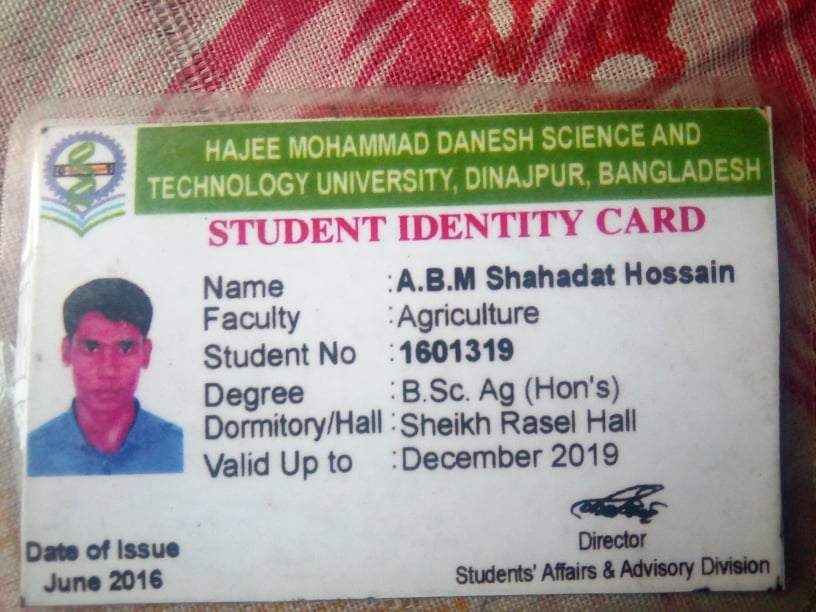 HAJEE MOHAMMAD DANESH SCIENCE AND
TECHNOLOGY UNIVERSITY, DINAJPUR, BANGLADESH
STUDENT IDENTITY CARD
Name : A.B.M Shahadat Hossain
Faculty : Agriculture
Student No : 1601319
Degree : B.Sc. Ag (Hon's)
Dormitory/Hall : Sheikh Rasel Hall
Valid Up to : December 2019
Date of Issue
June 2016
Director
Students' Affairs & Advisory Division